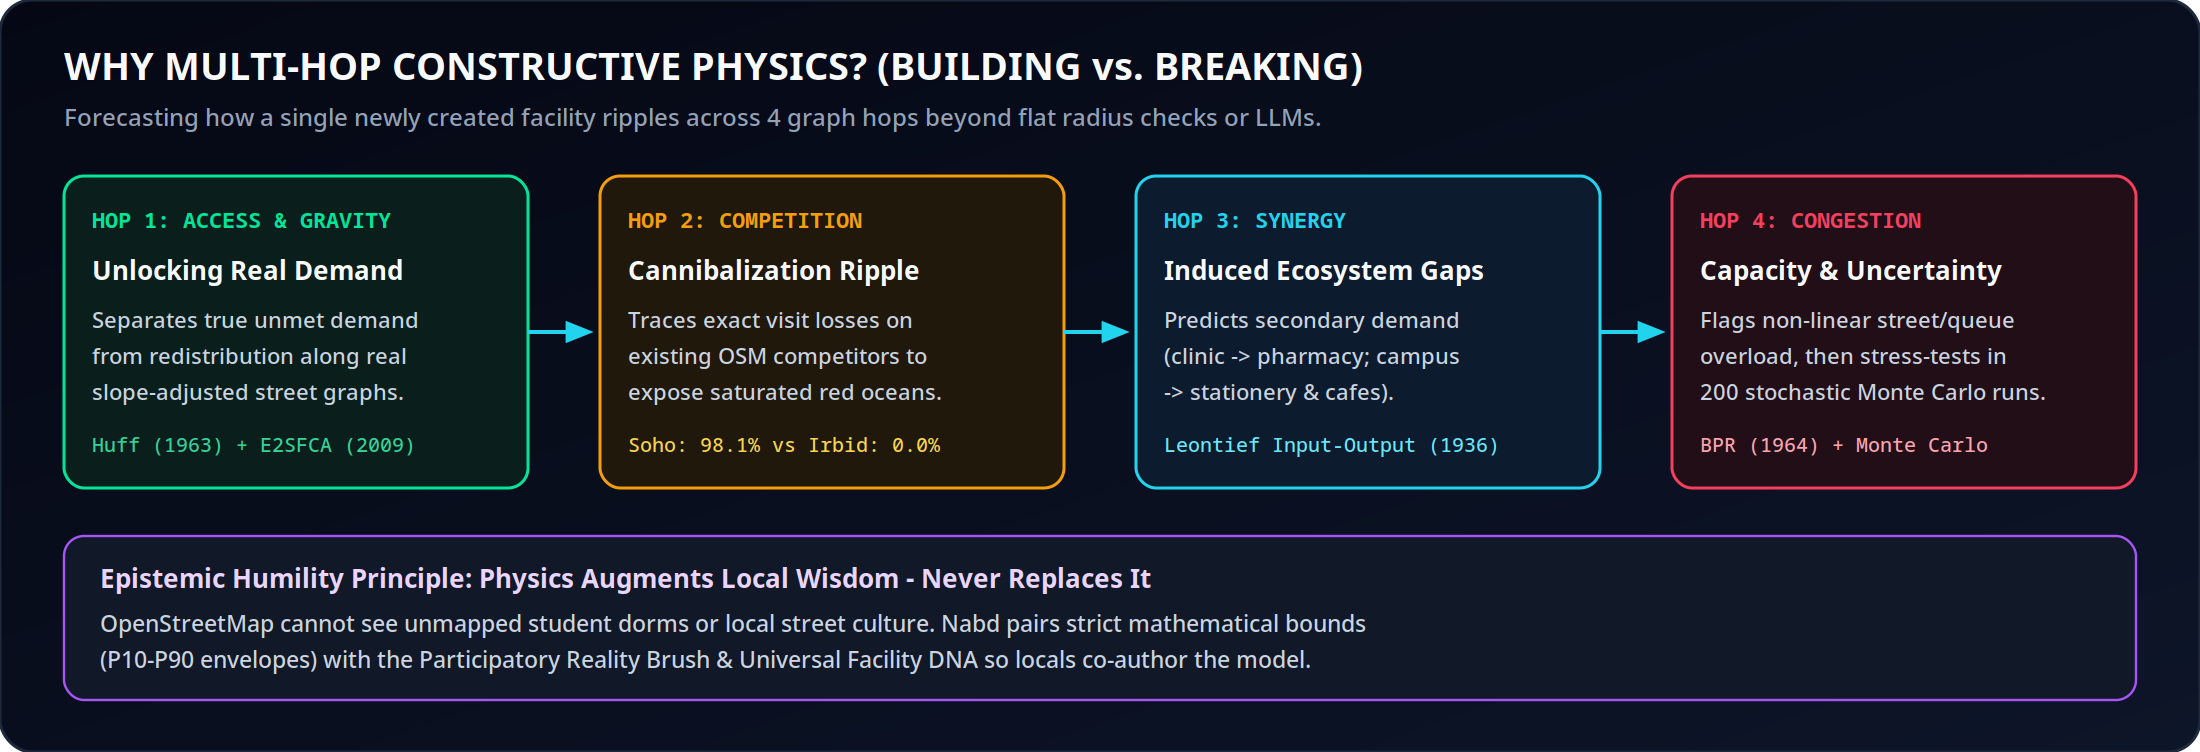 WHY MULTI-HOP CONSTRUCTIVE PHYSICS? (BUILDING vs. BREAKING)
Forecasting how a single newly created facility ripples across 4 graph hops beyond flat radius checks or LLMs.
HOP 1: ACCESS & GRAVITY
Unlocking Real Demand
Separates true unmet demand
from redistribution along real
slope-adjusted street graphs.
Huff (1963) + E2SFCA (2009)
HOP 2: COMPETITION
Cannibalization Ripple
Traces exact visit losses on
existing OSM competitors to
expose saturated red oceans.
Soho: 98.1% vs Irbid: 0.0%
HOP 3: SYNERGY
Induced Ecosystem Gaps
Predicts secondary demand
(clinic -> pharmacy; campus
-> stationery & cafes).
Leontief Input-Output (1936)
HOP 4: CONGESTION
Capacity & Uncertainty
Flags non-linear street/queue
overload, then stress-tests in
200 stochastic Monte Carlo runs.
BPR (1964) + Monte Carlo
Epistemic Humility Principle: Physics Augments Local Wisdom - Never Replaces It
OpenStreetMap cannot see unmapped student dorms or local street culture. Nabd pairs strict mathematical bounds
(P10-P90 envelopes) with the Participatory Reality Brush & Universal Facility DNA so locals co-author the model.